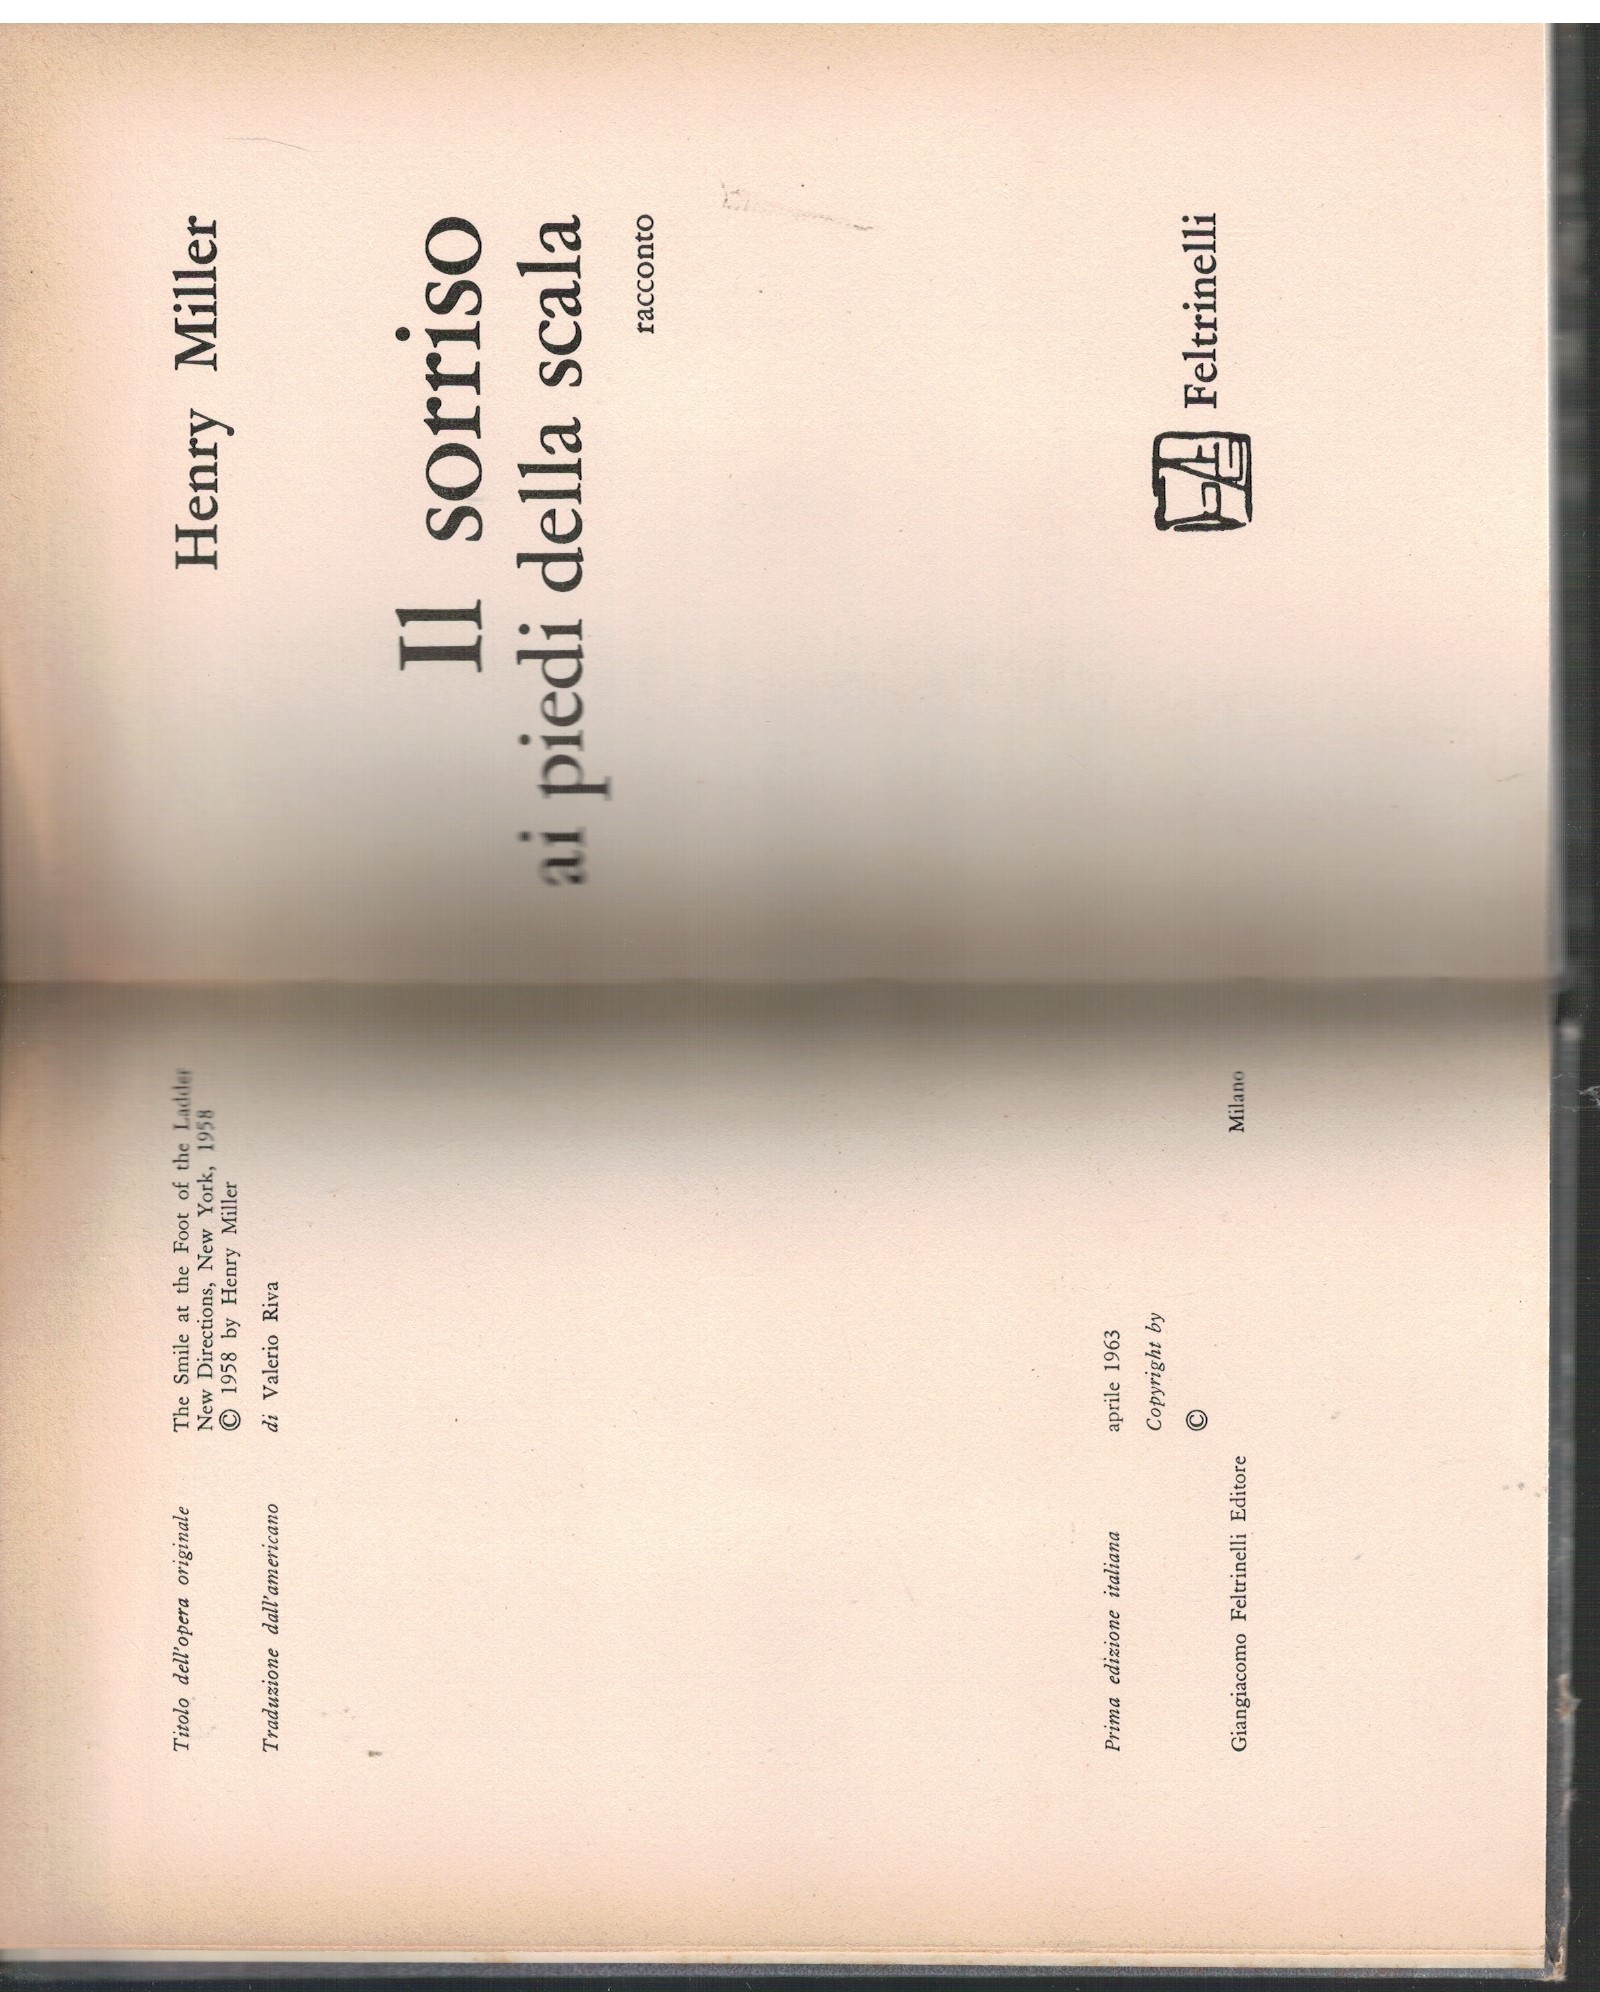 Titolo dell'opera originale
The Smile at the Foot of the Ladder
New Directions, New York, 1958
© 1958 by Henry Miller
Traduzione dall'americano
di Valerio Riva
Prima edizione italiana
aprile 1963
Copyright by
©
Giangiacomo Feltrinelli Editore
Milano
Henry Miller
Il sorriso
ai piedi della scala
racconto
Feltrinelli